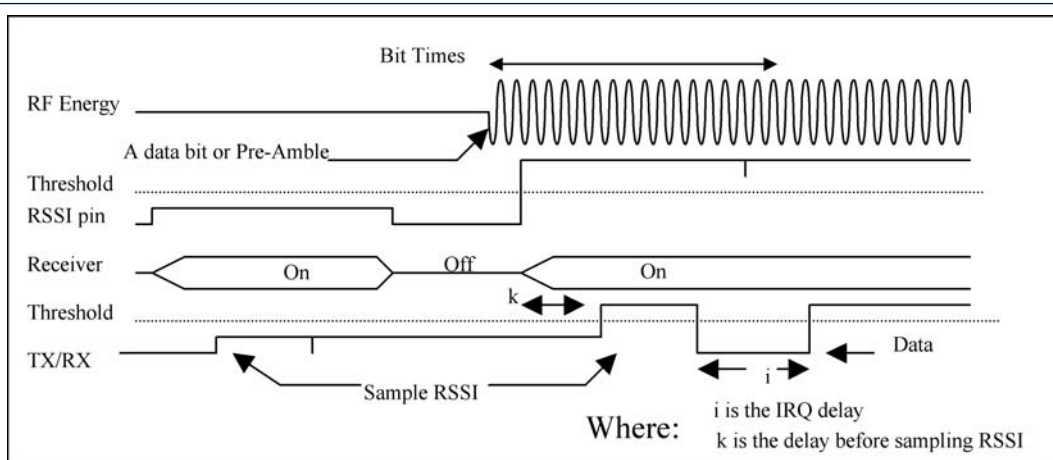 Bit Times
RF Energy
A data bit or Pre-Amble
Threshold
RSSI pin
Receiver
On
Off
On
k
Threshold
TX/RX
Data
Sample RSSI
i
Where:
i is the IRQ delay
k is the delay before sampling RSSI